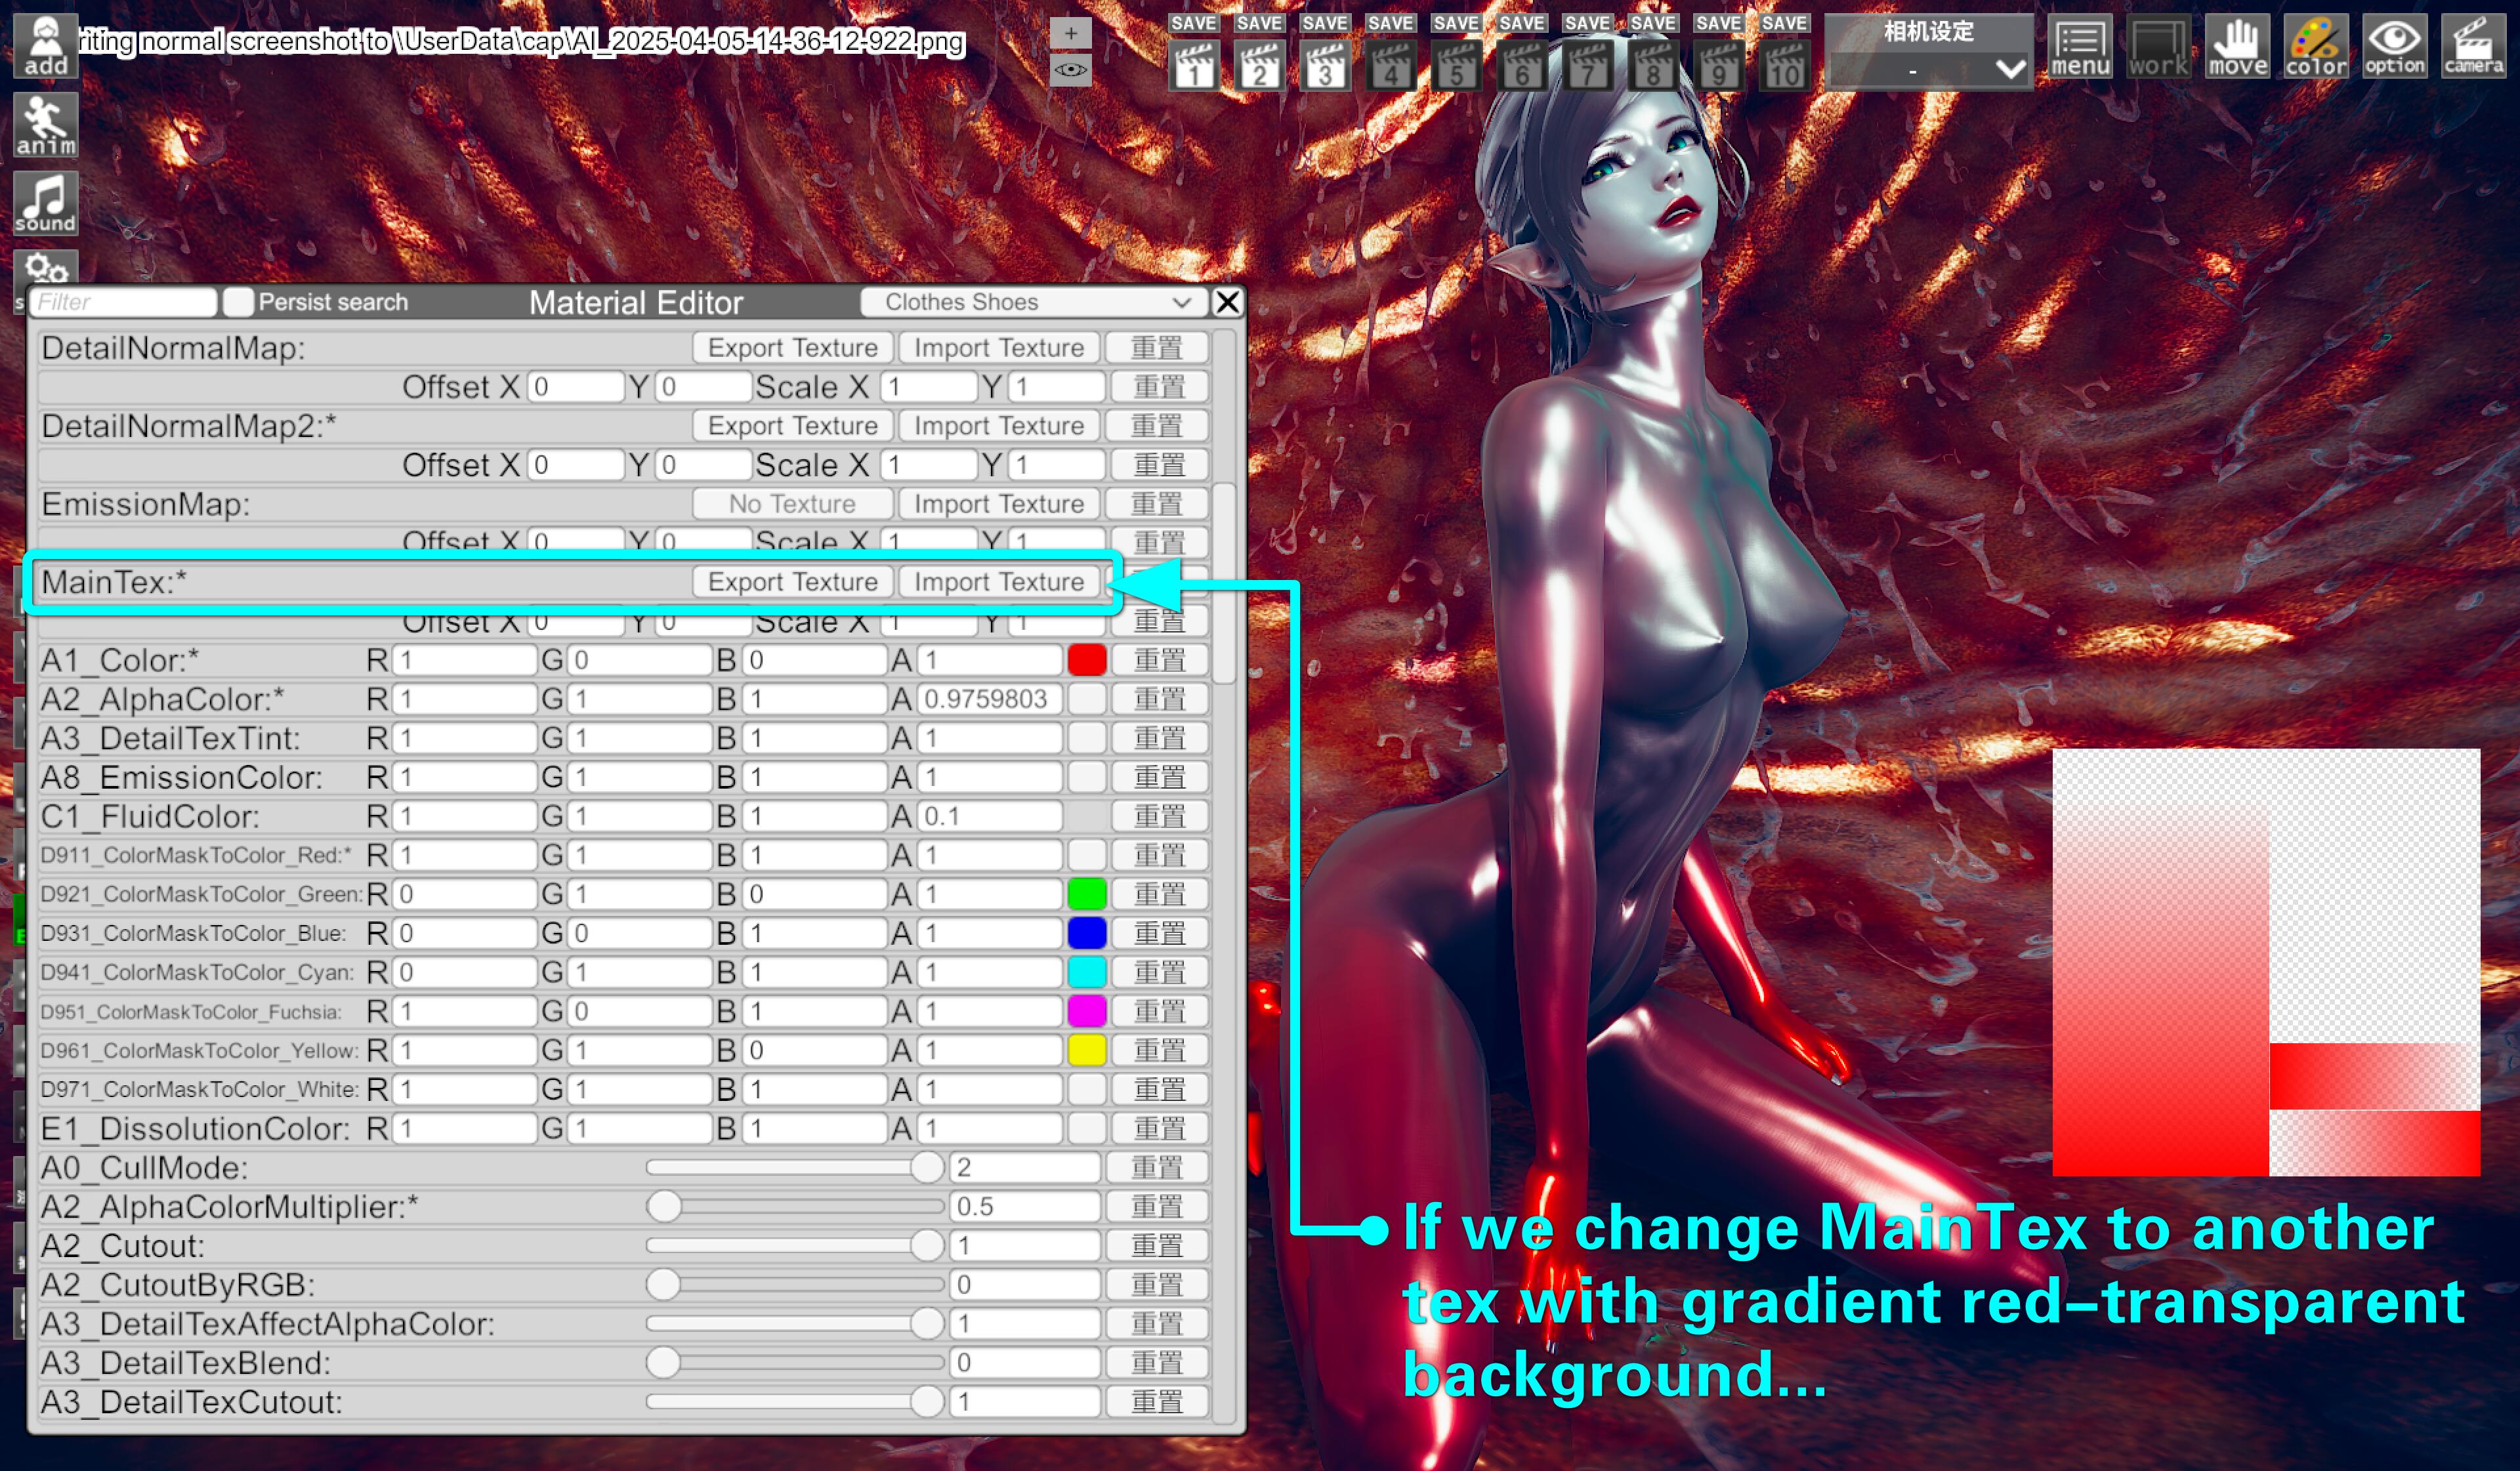 riting normal screenshot to \UserData\cap\AI_2025-04-05-14-36-12-922.png
+
SAVE SAVE SAVE SAVE SAVE SAVE SAVE SAVE SAVE SAVE
1 2 3 4 5 6 7 8 9 10
相机设定
-
menu work move color option camera
add
anim
sound
Filter Persist search Material Editor Clothes Shoes
DetailNormalMap: Export Texture Import Texture 重置
Offset X 0 Y 0 Scale X 1 Y 1 重置
DetailNormalMap2:* Export Texture Import Texture 重置
Offset X 0 Y 0 Scale X 1 Y 1 重置
EmissionMap: No Texture Import Texture 重置
Offset X 0 Y 0 Scale X 1 Y 1 重置
MainTex:* Export Texture Import Texture
Offset X 0 Y 0 Scale X 1 Y 1 重置
A1_Color:* R 1 G 0 B 0 A 1 重置
A2_AlphaColor:* R 1 G 1 B 1 A 0.9759803 重置
A3_DetailTexTint: R 1 G 1 B 1 A 1 重置
A8_EmissionColor: R 1 G 1 B 1 A 1 重置
C1_FluidColor: R 1 G 1 B 1 A 0.1 重置
D911_ColorMaskToColor_Red:* R 1 G 1 B 1 A 1 重置
D921_ColorMaskToColor_Green: R 0 G 1 B 0 A 1 重置
D931_ColorMaskToColor_Blue: R 0 G 0 B 1 A 1 重置
D941_ColorMaskToColor_Cyan: R 0 G 1 B 1 A 1 重置
D951_ColorMaskToColor_Fuchsia: R 1 G 0 B 1 A 1 重置
D961_ColorMaskToColor_Yellow: R 1 G 1 B 0 A 1 重置
D971_ColorMaskToColor_White: R 1 G 1 B 1 A 1 重置
E1_DissolutionColor: R 1 G 1 B 1 A 1 重置
A0_CullMode: 2 重置
A2_AlphaColorMultiplier:* 0.5 重置
A2_Cutout: 1 重置
A2_CutoutByRGB: 0 重置
A3_DetailTexAffectAlphaColor: 1 重置
A3_DetailTexBlend: 0 重置
A3_DetailTexCutout: 1 重置
If we change MainTex to another
tex with gradient red–transparent
background...